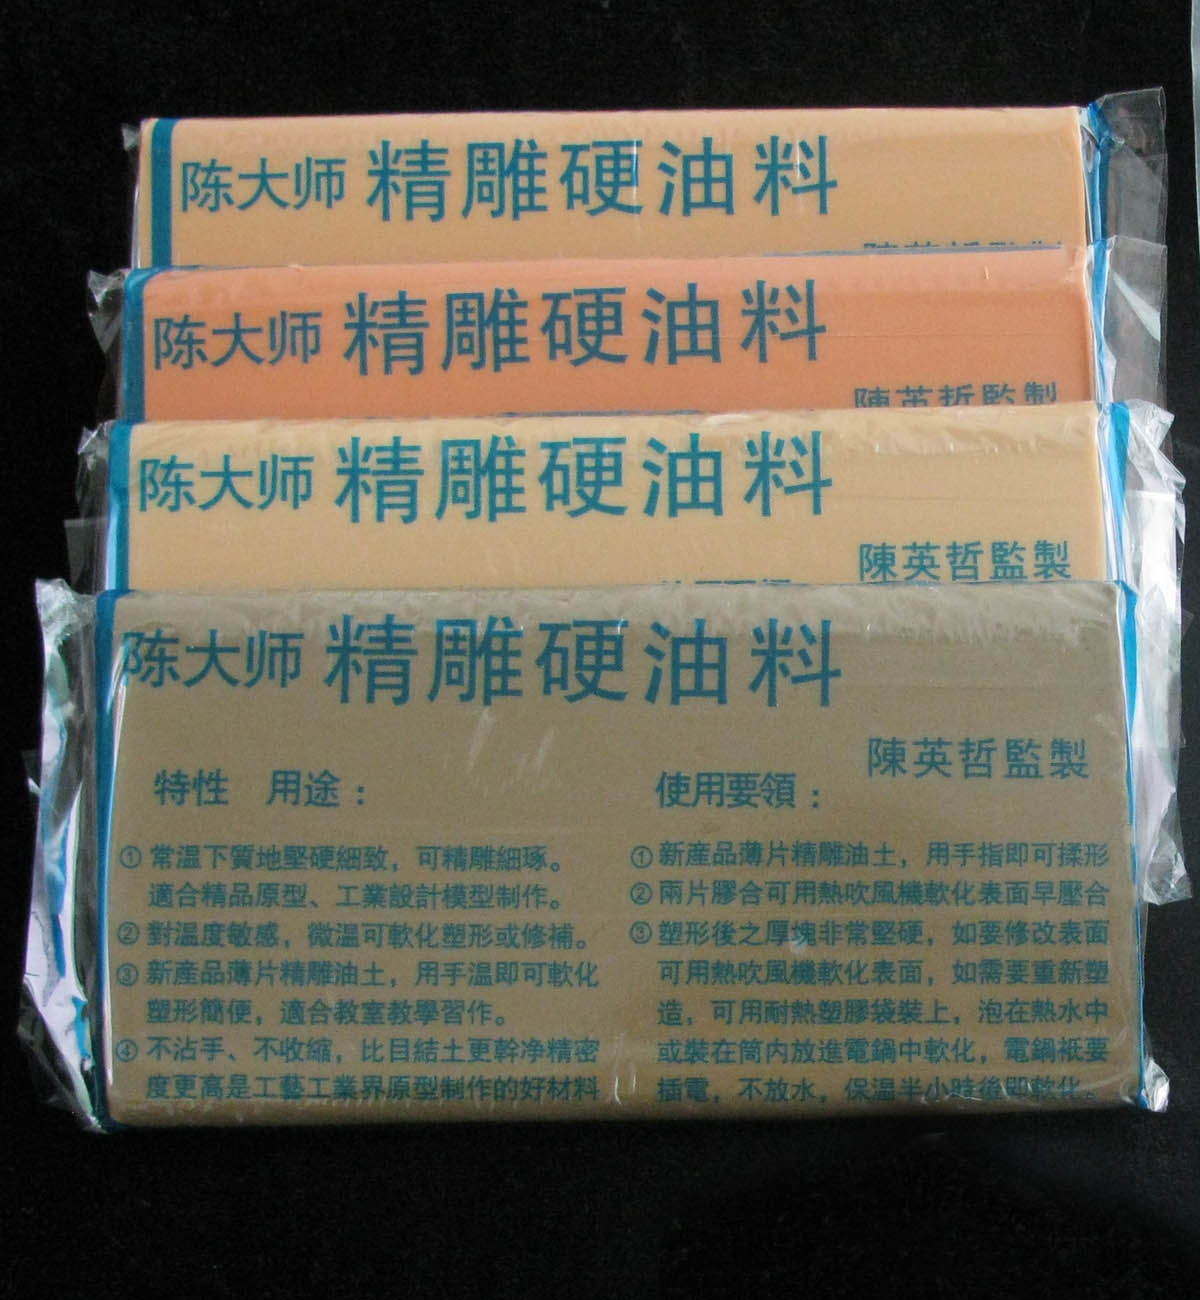 陈大师 精雕硬油料
陳英哲監製
陈大师 精雕硬油料
陳英哲監製
陈大师 精雕硬油料
陳英哲監製
陈大师 精雕硬油料
陳英哲監製
特性 用途：
①常温下質地堅硬細致，可精雕細琢。
適合精品原型、工業設計模型制作。
②對温度敏感，微温可軟化塑形或修補。
③新産品薄片精雕油土，用手温即可軟化
塑形簡便，適合教室教學習作。
④不沾手、不收縮，比目結土更幹净精密
度更高是工藝工業界原型制作的好材料
使用要領：
①新産品薄片精雕油土，用手指即可揉形
②兩片膠合可用熱吹風機軟化表面早壓合
③塑形後之厚塊非常堅硬，如要修改表面
可用熱吹風機軟化表面，如需要重新塑
造，可用耐熱塑膠袋裝上，泡在熱水中
或裝在筒内放進電鍋中軟化，電鍋祇要
插電，不放水，保温半小時後即軟化。